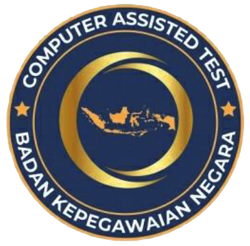 COMPUTER ASSISTED TEST
BADAN KEPEGAWAIAN NEGARA